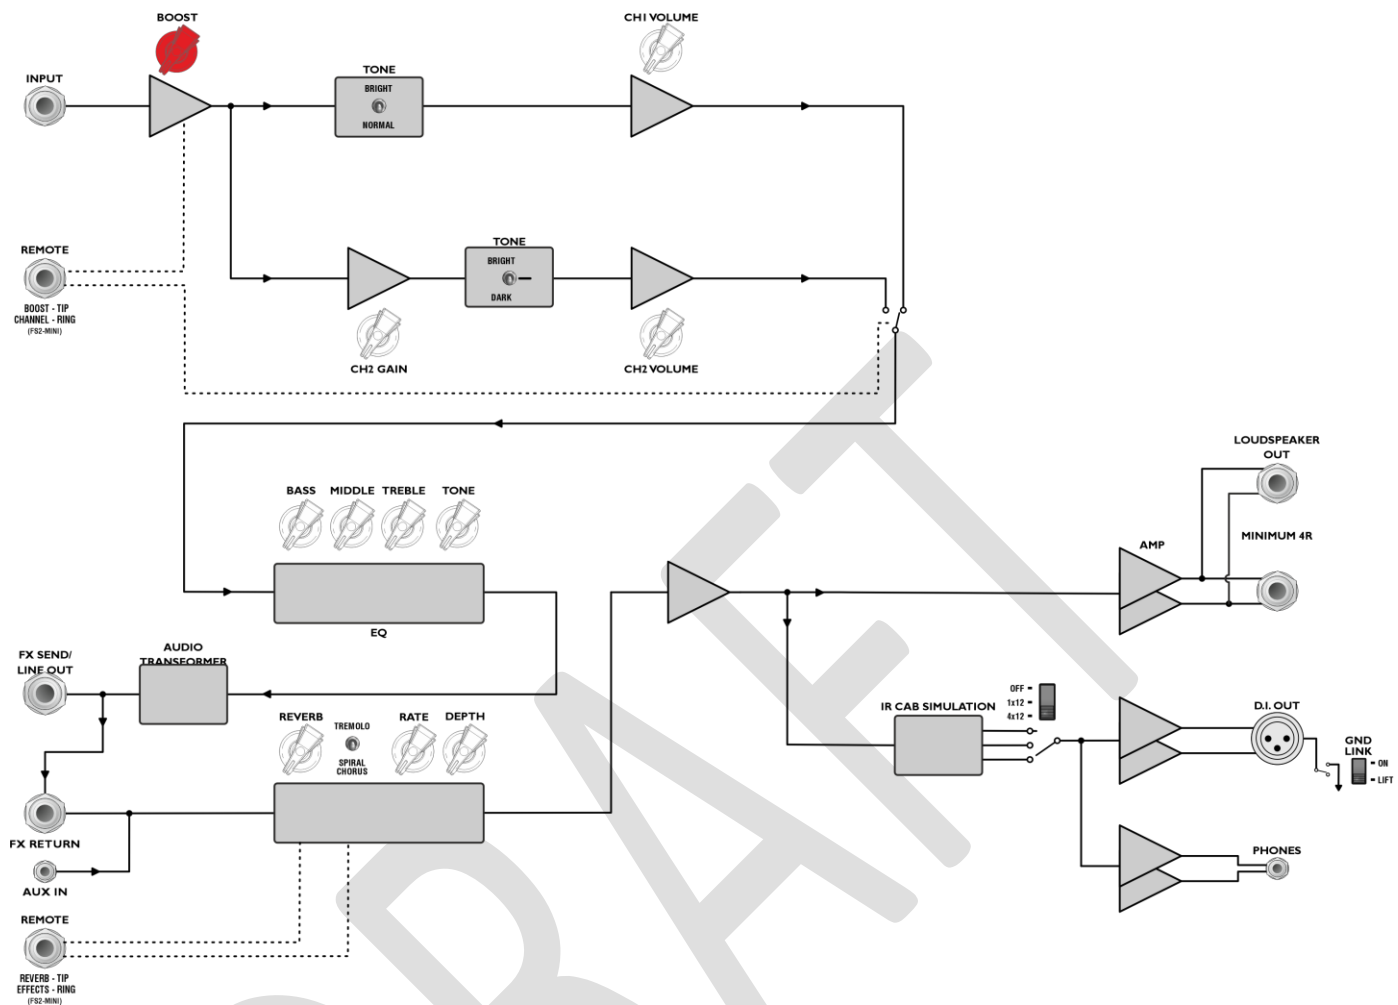 BOOST
CH1 VOLUME
INPUT
TONE
BRIGHT
NORMAL
REMOTE
BOOST - TIP
CHANNEL - RING
(FS2-MINI)
TONE
BRIGHT
DARK
CH2 GAIN
CH2 VOLUME
LOUDSPEAKER
OUT
BASS
MIDDLE
TREBLE
TONE
MINIMUM 4R
AMP
EQ
FX SEND/
LINE OUT
AUDIO
TRANSFORMER
REVERB
TREMOLO
SPIRAL
CHORUS
RATE
DEPTH
IR CAB SIMULATION
OFF
1x12
4x12
D.I. OUT
GND
LINK
ON
LIFT
FX RETURN
AUX IN
PHONES
REMOTE
REVERB - TIP
EFFECTS - RING
(FS2-MINI)
DRAFT